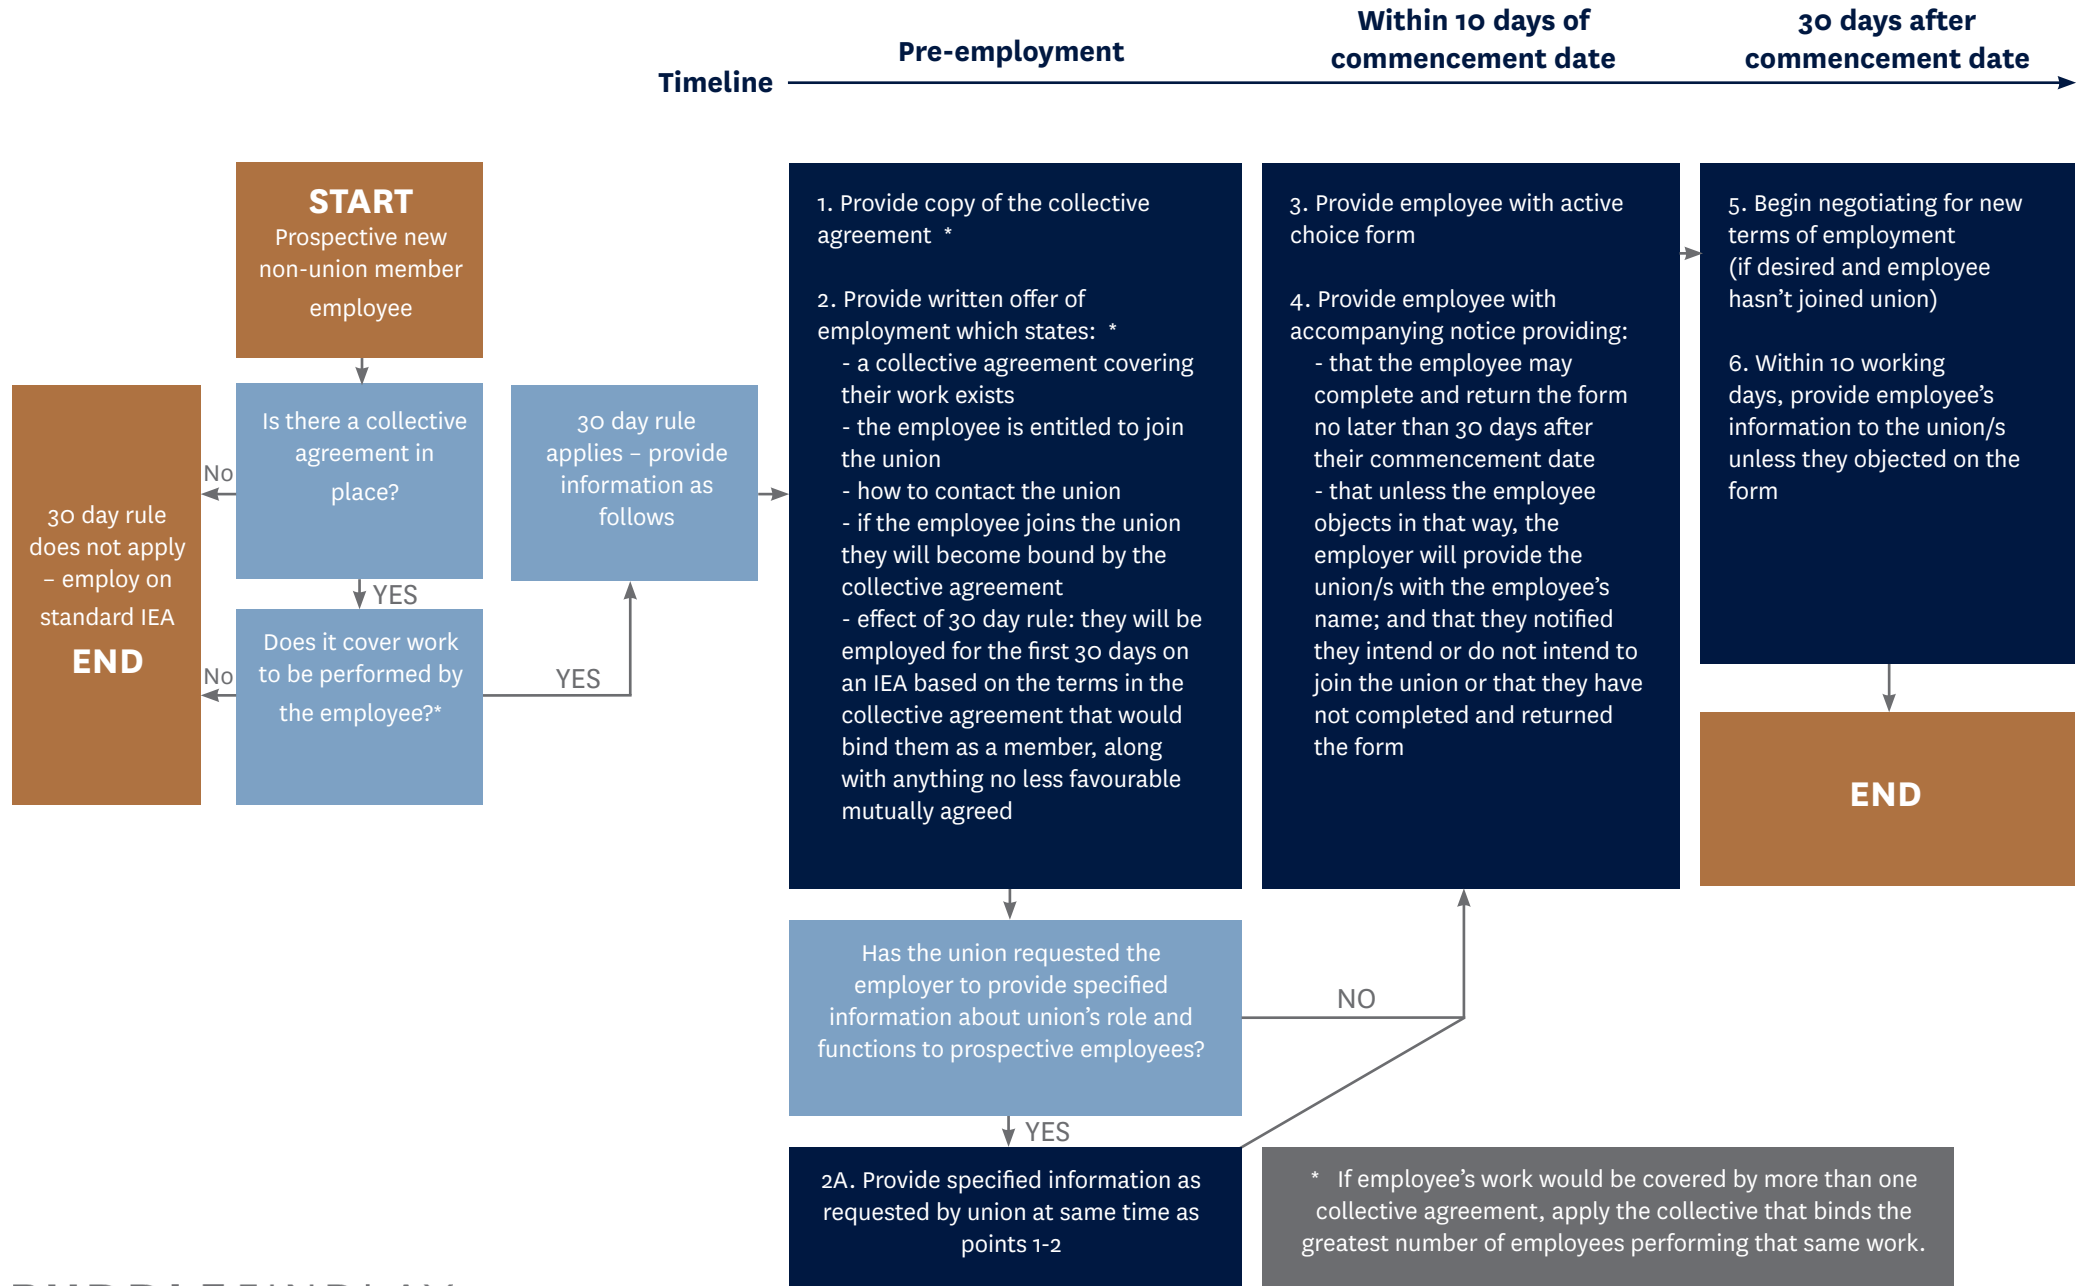 Timeline
Pre-employment
Within 10 days of
commencement date
30 days after
commencement date
START
Prospective new
non-union member
employee
Is there a collective
agreement in
place?
No
YES
Does it cover work
to be performed by
the employee?*
No
YES
30 day rule
does not apply
– employ on
standard IEA
END
30 day rule
applies – provide
information as
follows
1. Provide copy of the collective
agreement *
2. Provide written offer of
employment which states: *
- a collective agreement covering
their work exists
- the employee is entitled to join
the union
- how to contact the union
- if the employee joins the union
they will become bound by the
collective agreement
- effect of 30 day rule: they will be
employed for the first 30 days on
an IEA based on the terms in the
collective agreement that would
bind them as a member, along
with anything no less favourable
mutually agreed
Has the union requested the
employer to provide specified
information about union’s role and
functions to prospective employees?
NO
YES
2A. Provide specified information as
requested by union at same time as
points 1-2
3. Provide employee with active
choice form
4. Provide employee with
accompanying notice providing:
- that the employee may
complete and return the form
no later than 30 days after
their commencement date
- that unless the employee
objects in that way, the
employer will provide the
union/s with the employee’s
name; and that they notified
they intend or do not intend to
join the union or that they have
not completed and returned
the form
5. Begin negotiating for new
terms of employment
(if desired and employee
hasn’t joined union)
6. Within 10 working
days, provide employee’s
information to the union/s
unless they objected on the
form
END
* If employee’s work would be covered by more than one
collective agreement, apply the collective that binds the
greatest number of employees performing that same work.